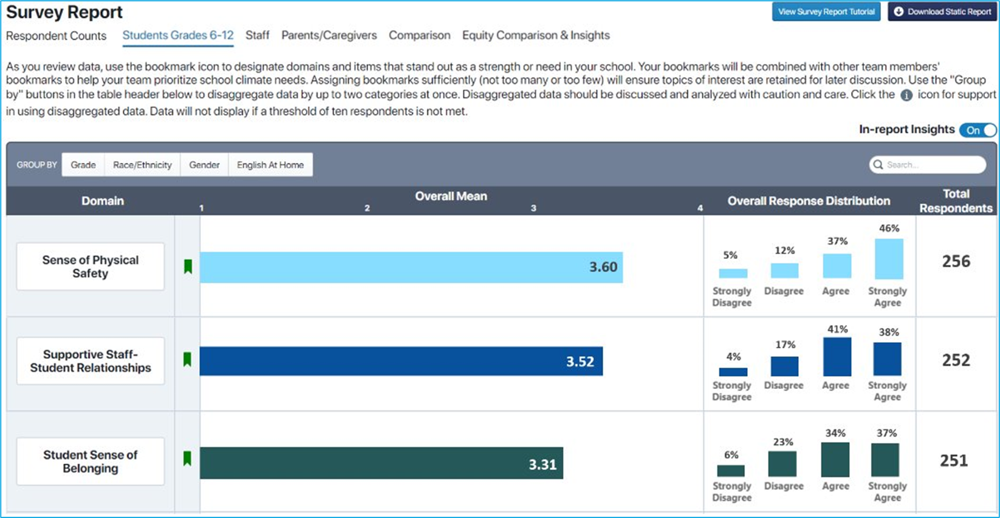 Survey Report
View Survey Report Tutorial
Download Static Report
Respondent Counts
Students Grades 6-12
Staff
Parents/Caregivers
Comparison
Equity Comparison & Insights
As you review data, use the bookmark icon to designate domains and items that stand out as a strength or need in your school. Your bookmarks will be combined with other team members'
bookmarks to help your team prioritize school climate needs. Assigning bookmarks sufficiently (not too many or too few) will ensure topics of interest are retained for later discussion. Use the "Group
by" buttons in the table header below to disaggregate data by up to two categories at once. Disaggregated data should be discussed and analyzed with caution and care. Click the i icon for support
in using disaggregated data. Data will not display if a threshold of ten respondents is not met.
In-report Insights
On
GROUP BY
Grade
Race/Ethnicity
Gender
English At Home
Search...
Domain
Overall Mean
1
2
3
4
Overall Response Distribution
Total
Respondents
Sense of Physical
Safety
3.60
5%
12%
37%
46%
Strongly
Disagree
Disagree
Agree
Strongly
Agree
256
Supportive Staff-
Student Relationships
3.52
4%
17%
41%
38%
Strongly
Disagree
Disagree
Agree
Strongly
Agree
252
Student Sense of
Belonging
3.31
6%
23%
34%
37%
Strongly
Disagree
Disagree
Agree
Strongly
Agree
251